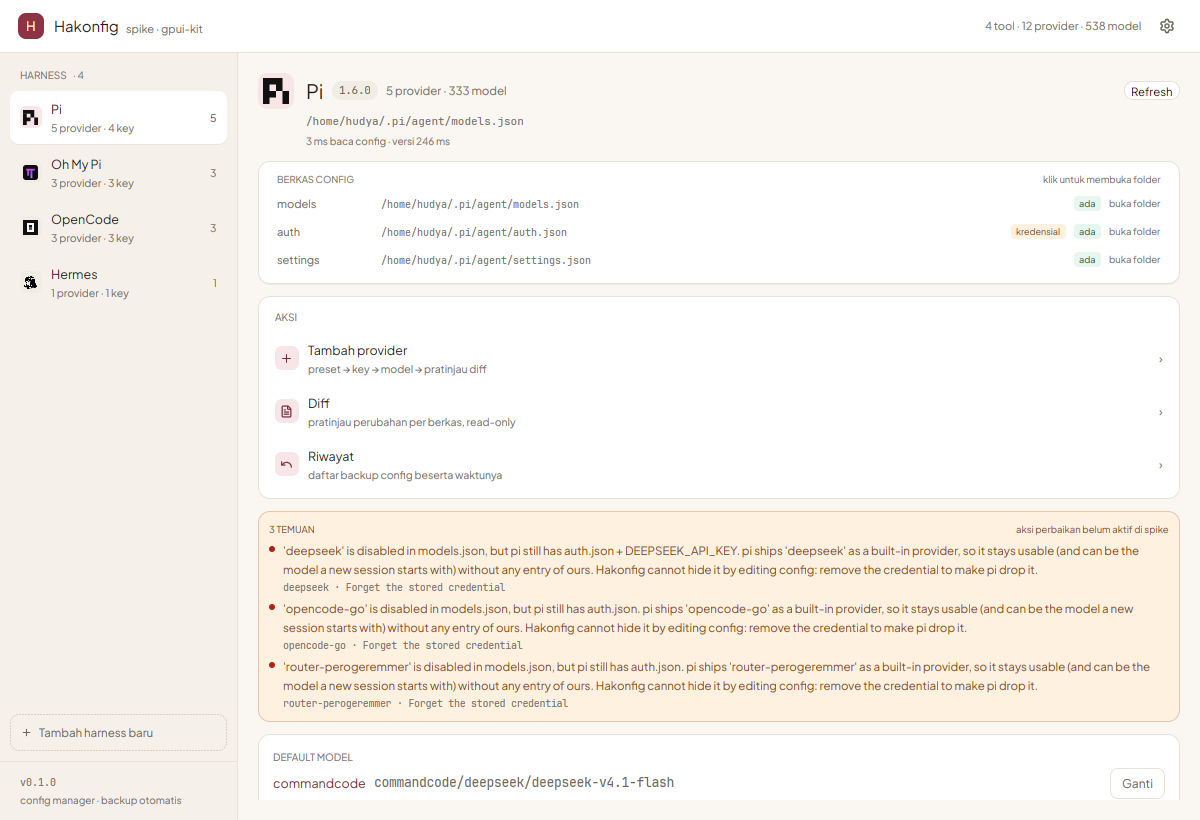 H Hakonfig spike · gpui-kit
4 tool · 12 provider · 538 model
HARNESS · 4
Pi
5 provider · 4 key
5
Oh My Pi
3 provider · 3 key
3
OpenCode
3 provider · 3 key
3
Hermes
1 provider · 1 key
1
+ Tambah harness baru
v0.1.0
config manager · backup otomatis
Pi 1.6.0 5 provider · 333 model
Refresh
/home/hudya/.pi/agent/models.json
3 ms baca config · versi 246 ms
BERKAS CONFIG klik untuk membuka folder
models /home/hudya/.pi/agent/models.json ada buka folder
auth /home/hudya/.pi/agent/auth.json kredensial ada buka folder
settings /home/hudya/.pi/agent/settings.json ada buka folder
AKSI
Tambah provider
preset → key → model → pratinjau diff
Diff
pratinjau perubahan per berkas, read-only
Riwayat
daftar backup config beserta waktunya
3 TEMUAN aksi perbaikan belum aktif di spike
'deepseek' is disabled in models.json, but pi still has auth.json + DEEPSEEK_API_KEY. pi ships 'deepseek' as a built-in provider, so it stays usable (and can be the
model a new session starts with) without any entry of ours. Hakonfig cannot hide it by editing config: remove the credential to make pi drop it.
deepseek · Forget the stored credential
'opencode-go' is disabled in models.json, but pi still has auth.json. pi ships 'opencode-go' as a built-in provider, so it stays usable (and can be the model a new
session starts with) without any entry of ours. Hakonfig cannot hide it by editing config: remove the credential to make pi drop it.
opencode-go · Forget the stored credential
'router-perogeremmer' is disabled in models.json, but pi still has auth.json. pi ships 'router-perogeremmer' as a built-in provider, so it stays usable (and can be the
model a new session starts with) without any entry of ours. Hakonfig cannot hide it by editing config: remove the credential to make pi drop it.
router-perogeremmer · Forget the stored credential
DEFAULT MODEL
commandcode commandcode/deepseek/deepseek-v4.1-flash Ganti